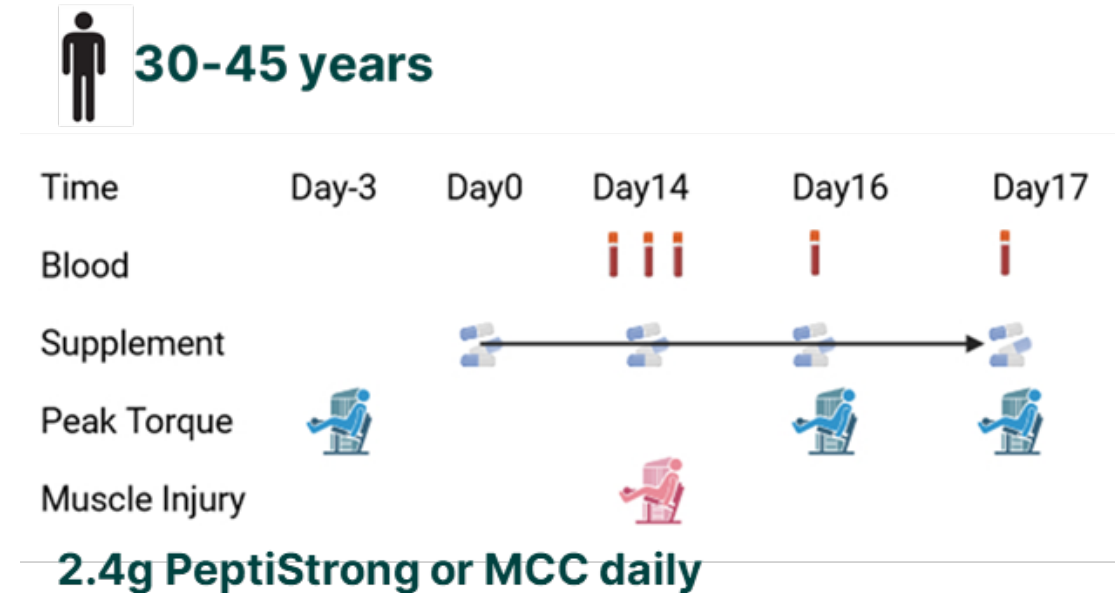 30-45 years
Time Day-3 Day0 Day14 Day16 Day17
Blood
Supplement
Peak Torque
Muscle Injury
2.4g PeptiStrong or MCC daily